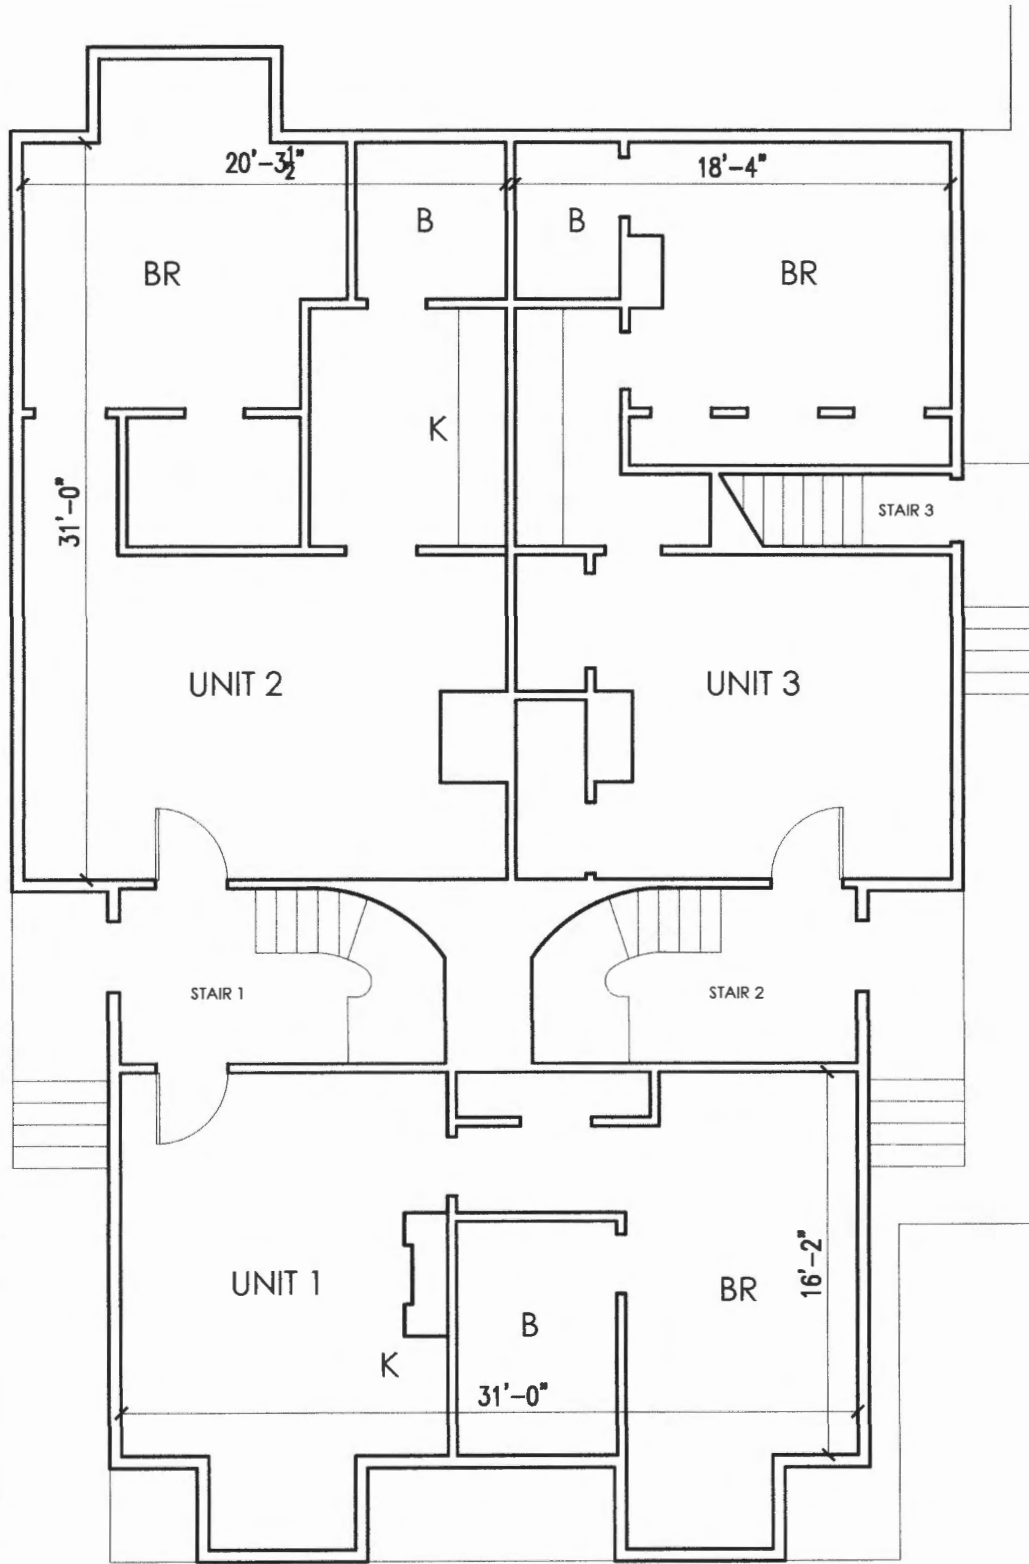 20'-3½"
18'-4"
B
B
BR
BR
K
31'-0"
STAIR 3
UNIT 2
UNIT 3
STAIR 1
STAIR 2
UNIT 1
16'-2"
BR
B
K
31'-0"